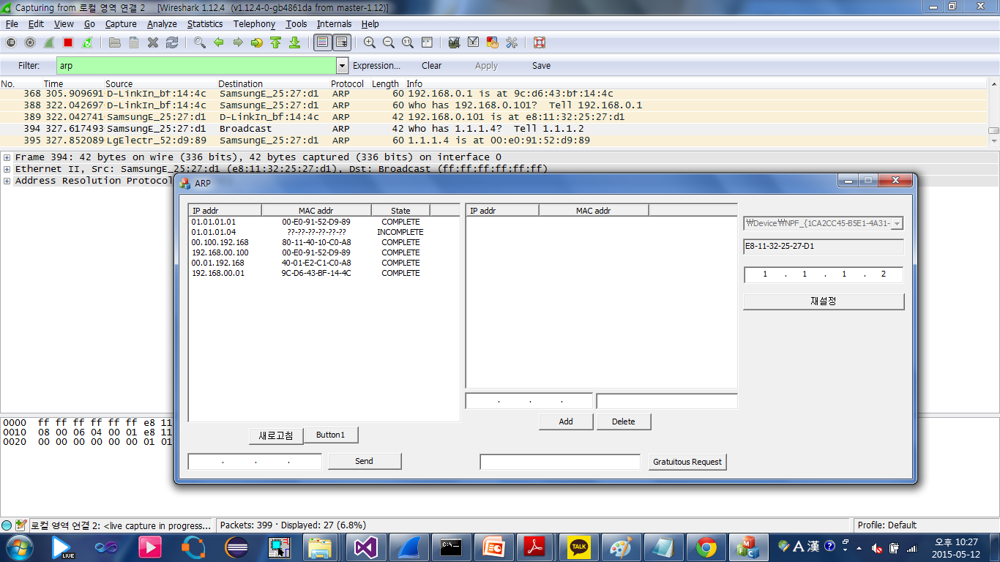 Capturing from 로컬 영역 연결 2 [Wireshark 1.12.4 (v1.12.4-0-gb4861da from master-1.12)]
File Edit View Go Capture Analyze Statistics Telephony Tools Internals Help
Filter: arp Expression... Clear Apply Save
No. Time Source Destination Protocol Length Info
368 305.909691 D-LinkIn_bf:14:4c SamsungE_25:27:d1 ARP 60 192.168.0.1 is at 9c:d6:43:bf:14:4c
388 322.042697 D-LinkIn_bf:14:4c SamsungE_25:27:d1 ARP 60 Who has 192.168.0.101? Tell 192.168.0.1
389 322.042741 SamsungE_25:27:d1 D-LinkIn_bf:14:4c ARP 42 192.168.0.101 is at e8:11:32:25:27:d1
394 327.617493 SamsungE_25:27:d1 Broadcast ARP 42 Who has 1.1.1.4? Tell 1.1.1.2
395 327.852089 LgElectr_52:d9:89 SamsungE_25:27:d1 ARP 60 1.1.1.4 is at 00:e0:91:52:d9:89
Frame 394: 42 bytes on wire (336 bits), 42 bytes captured (336 bits) on interface 0
Ethernet II, Src: SamsungE_25:27:d1 (e8:11:32:25:27:d1), Dst: Broadcast (ff:ff:ff:ff:ff:ff)
Address Resolution Protocol
ARP
IP addr MAC addr State
01.01.01.01 00-E0-91-52-D9-89 COMPLETE
01.01.01.04 ??-??-??-??-??-?? INCOMPLETE
00.100.192.168 80-11-40-10-C0-A8 COMPLETE
192.168.00.100 00-E0-91-52-D9-89 COMPLETE
00.01.192.168 40-01-E2-C1-C0-A8 COMPLETE
192.168.00.01 9C-D6-43-BF-14-4C COMPLETE
새로고침 Button1
. . . Send
IP addr MAC addr
. . .
Add Delete
Gratuitous Request
₩Device₩NPF_{1CA2CC45-B5E1-4A31-
E8-11-32-25-27-D1
1 . 1 . 1 . 2
재설정
0000 ff ff ff ff ff ff e8 11
0010 08 00 06 04 00 01 e8 11
0020 00 00 00 00 00 00 01 01
로컬 영역 연결 2: <live capture in progress... Packets: 399 · Displayed: 27 (6.8%) Profile: Default
LIVE
C:\_
TALK
M F C
A 漢
오후 10:27
2015-05-12